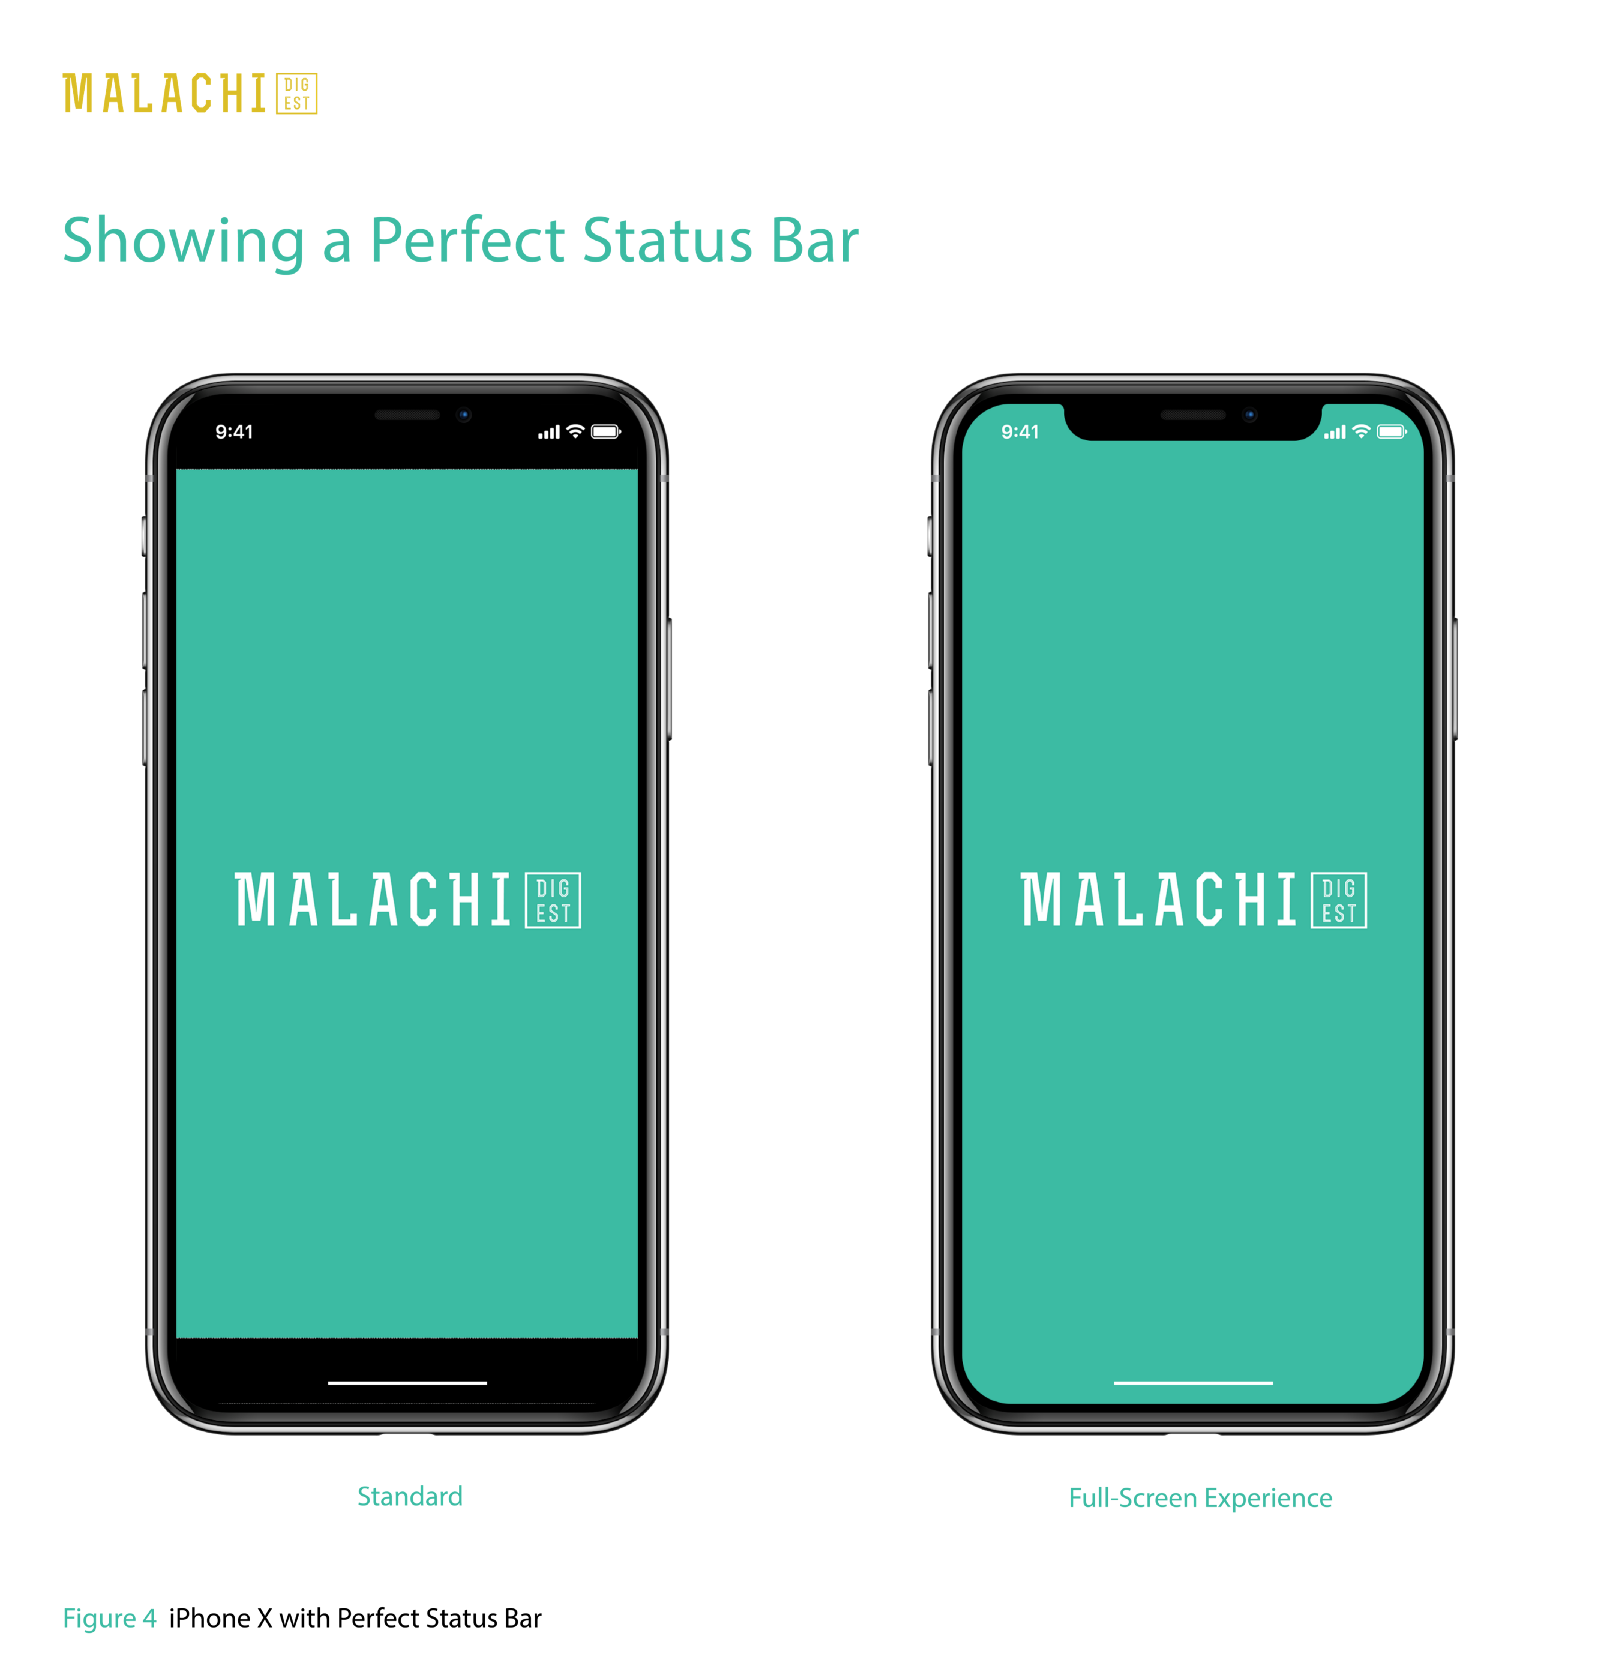 MALACHI DIG
EST
Showing a Perfect Status Bar
9:41
9:41
MALACHI DIG
EST
MALACHI DIG
EST
Standard
Full-Screen Experience
Figure 4 iPhone X with Perfect Status Bar